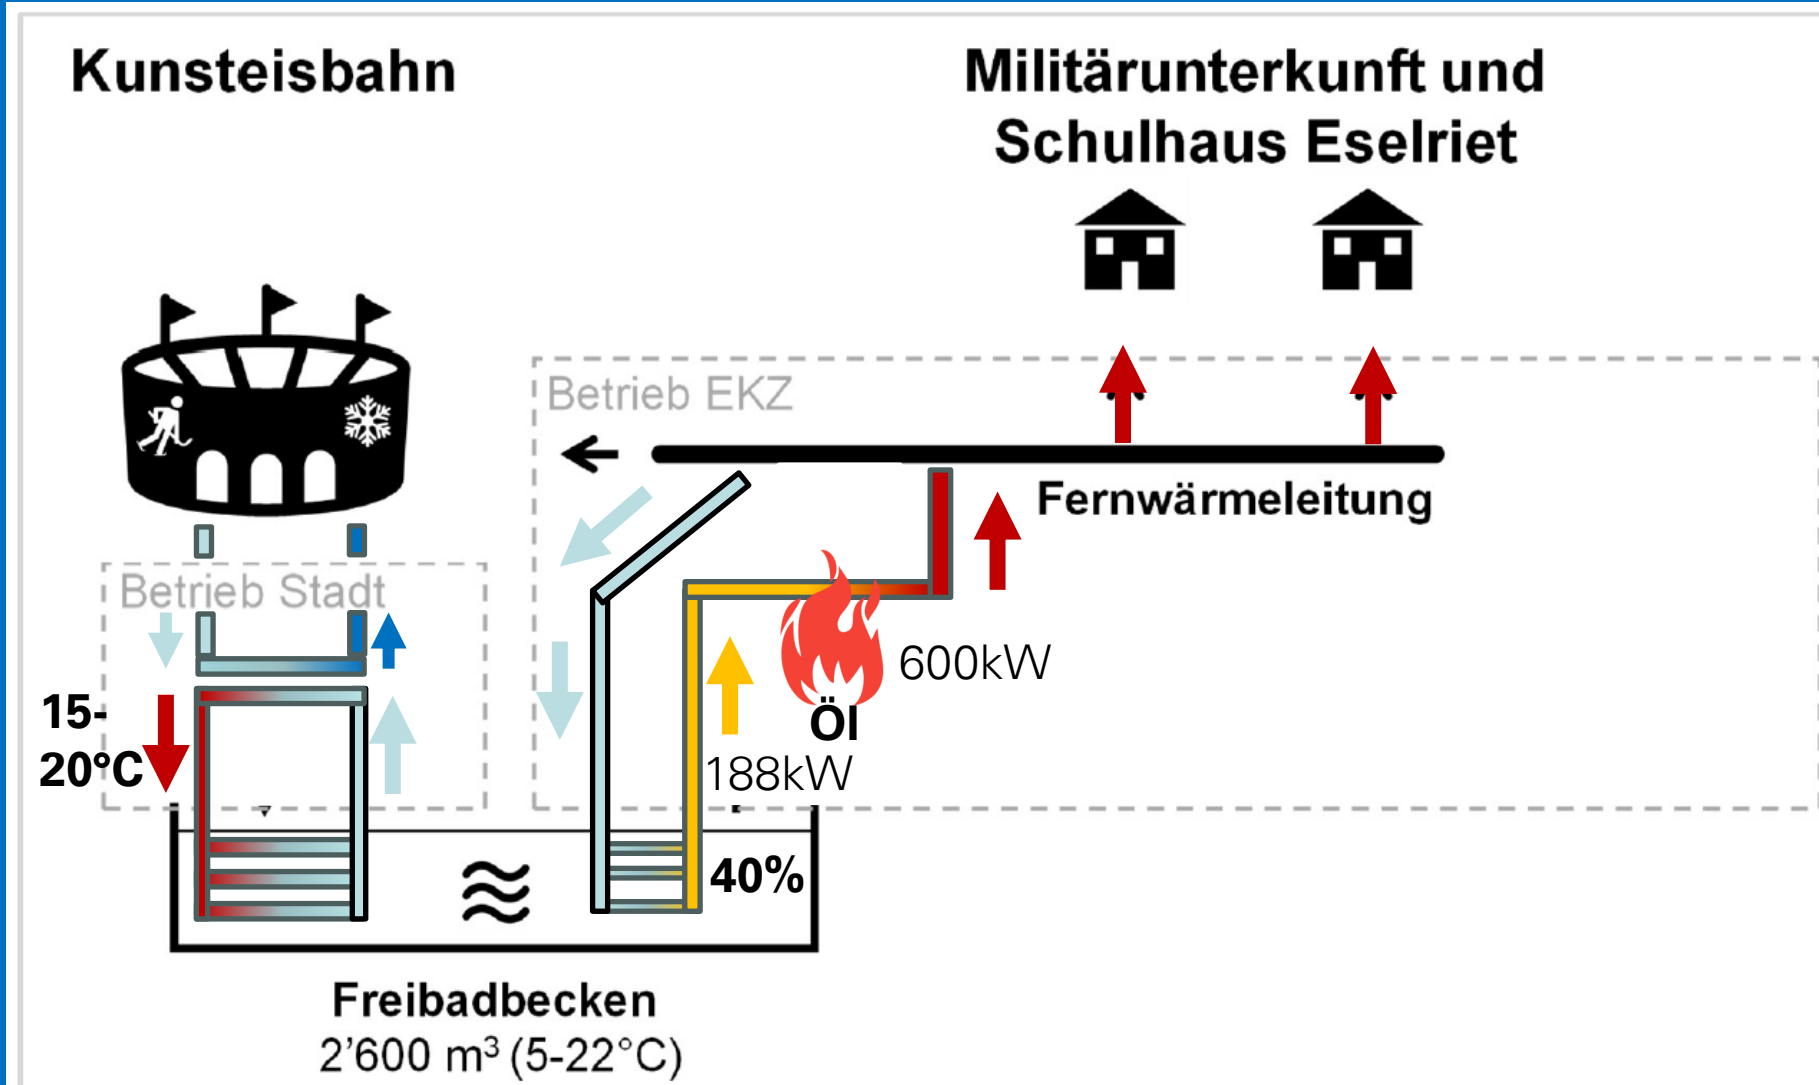 Kunsteisbahn
Militärunterkunft und
Schulhaus Eselriet
Betrieb EKZ
Fernwärmeleitung
Betrieb Stadt
600kW
Öl
15-
20°C
188kW
40%
Freibadbecken
2’600 m³ (5-22°C)